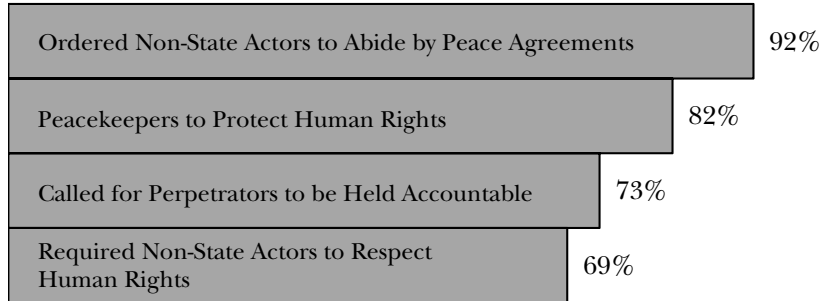 Ordered Non-State Actors to Abide by Peace Agreements 92%
Peacekeepers to Protect Human Rights 82%
Called for Perpetrators to be Held Accountable 73%
Required Non-State Actors to Respect
Human Rights 69%